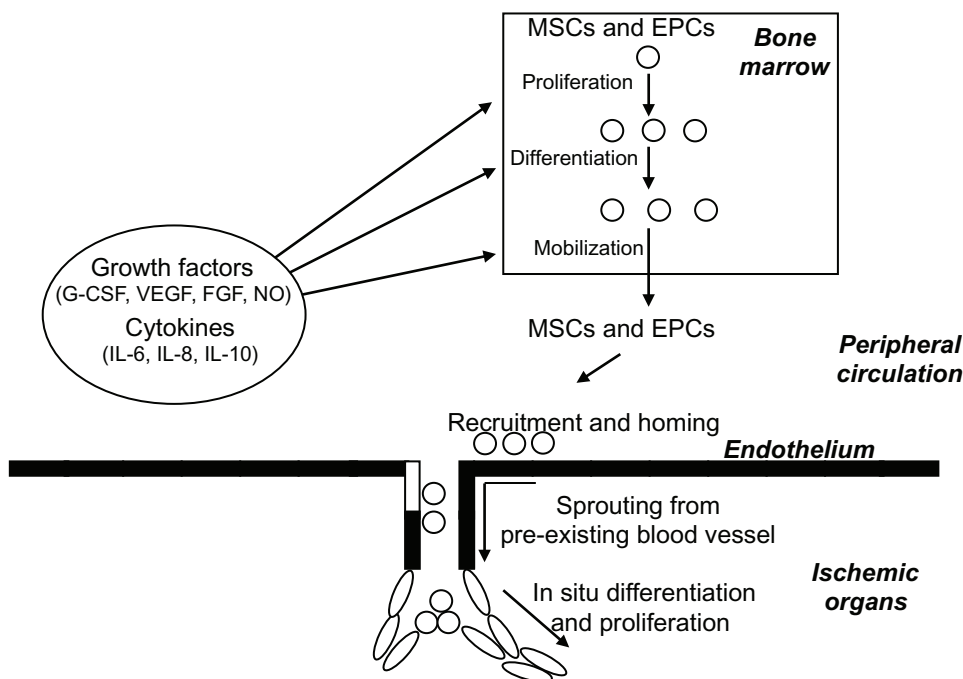 MSCs and EPCs
Bone
marrow
Proliferation
Differentiation
Mobilization
Growth factors
(G-CSF, VEGF, FGF, NO)
Cytokines
(IL-6, IL-8, IL-10)
MSCs and EPCs
Peripheral
circulation
Recruitment and homing
Endothelium
Sprouting from
pre-existing blood vessel
Ischemic
organs
In situ differentiation
and proliferation